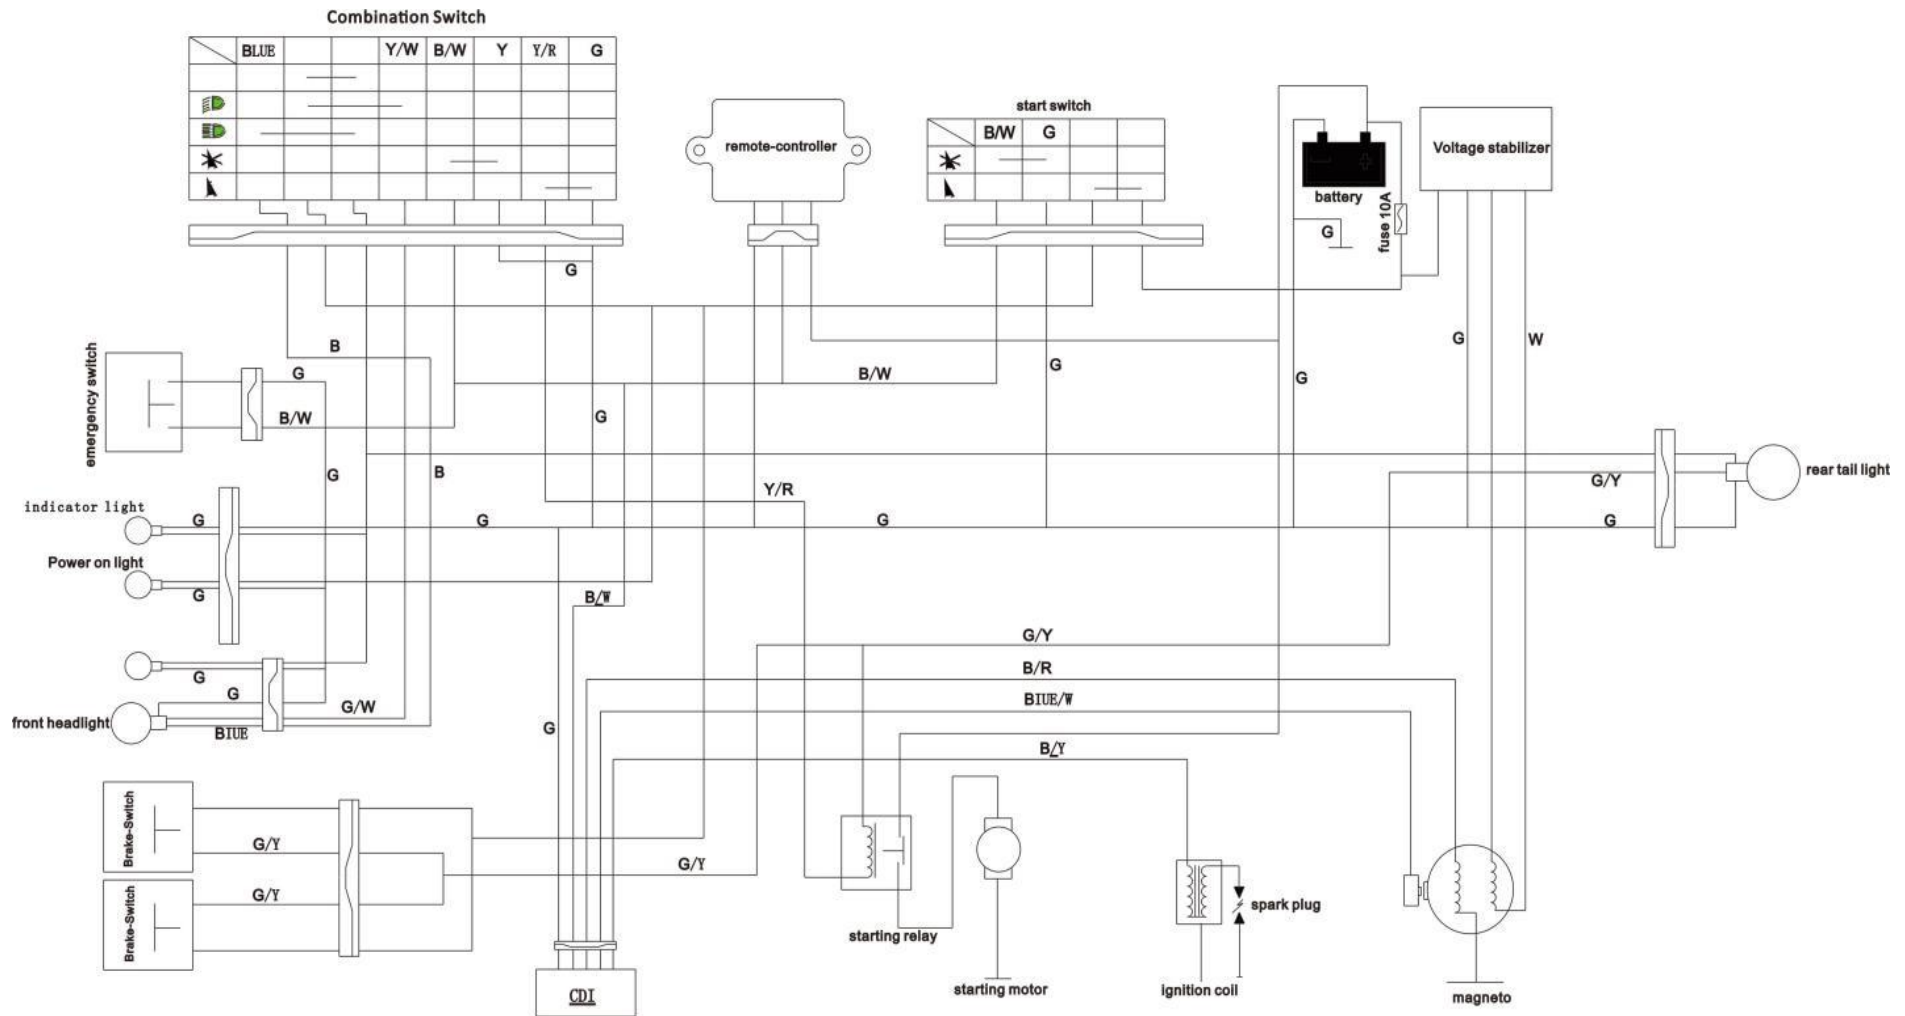 Combination Switch
BLUE Y/W B/W Y Y/R G
start switch
B/W G
remote-controller
Voltage stabilizer
battery
fuse 10A
G
G
B
G
W
emergency switch
G
B/W
B/W
G
G
G
G
B
rear tail light
G/Y
Y/R
indicator light
G
G
G
G
Power on light
G
B/W
G/Y
B/R
G
G
G/W
BIUE/W
front headlight
BIUE
G
B/Y
Brake-Switch
G/Y
G/Y
G/Y
Brake-Switch
spark plug
starting relay
CDI
starting motor
ignition coil
magneto